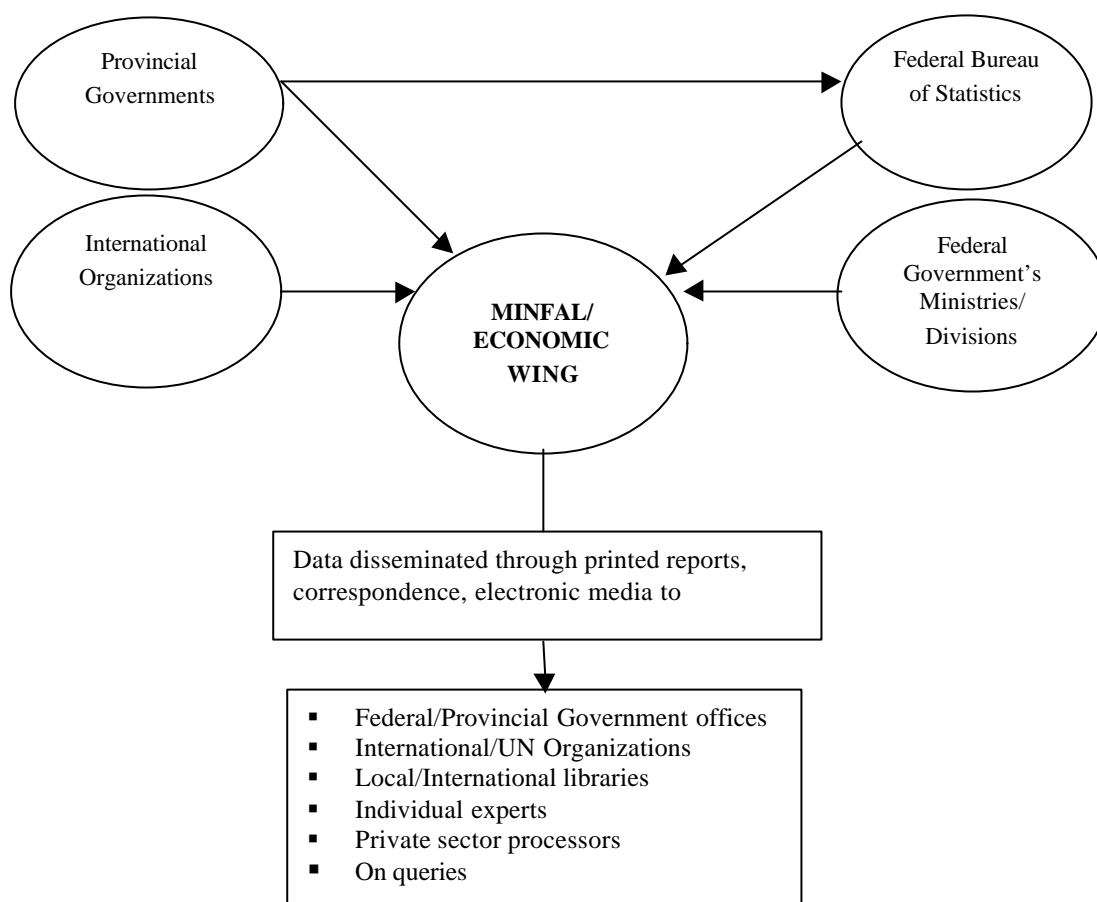 Provincial
Governments
Federal Bureau
of Statistics
International
Organizations
Federal
Government’s
Ministries/
Divisions
MINFAL/
ECONOMIC
WING
Data disseminated through printed reports,
correspondence, electronic media to
▪ Federal/Provincial Government offices
▪ International/UN Organizations
▪ Local/International libraries
▪ Individual experts
▪ Private sector processors
▪ On queries